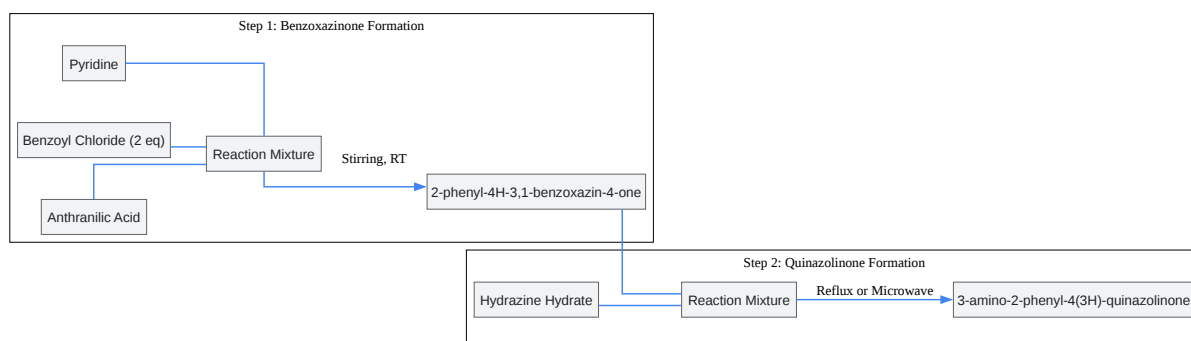 Step 1: Benzoxazinone Formation
Pyridine
Benzoyl Chloride (2 eq)
Reaction Mixture
Stirring, RT
2-phenyl-4H-3,1-benzoxazin-4-one
Anthranilic Acid
Step 2: Quinazolinone Formation
Hydrazine Hydrate
Reaction Mixture
Reflux or Microwave
3-amino-2-phenyl-4(3H)-quinazolinone